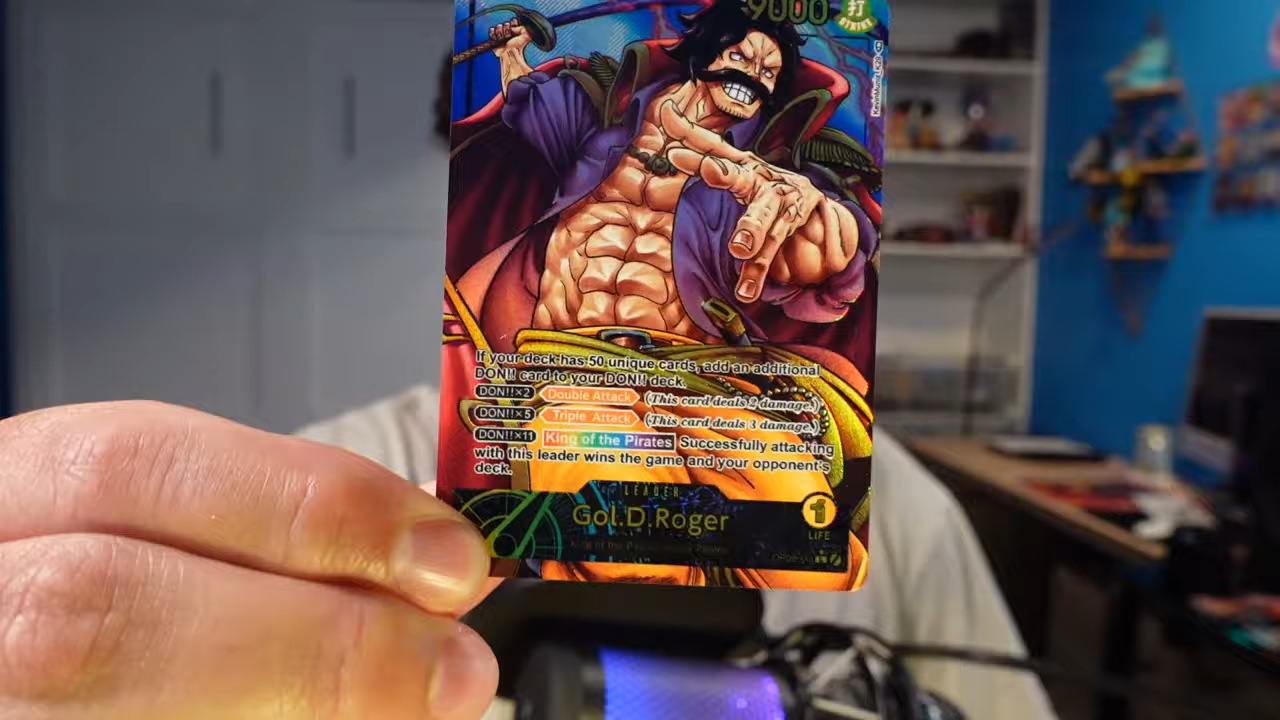 9000
打
STRIKE
If your deck has 50 unique cards, add an additional
DON!! card to your DON!! deck.
DON!!×2 Double Attack (This card deals 2 damage.)
DON!!×5 Triple Attack (This card deals 3 damage.)
DON!!×11 King of the Pirates Successfully attacking
with this leader wins the game and your opponent's
deck.
LEADER
Gol.D.Roger
1
LIFE